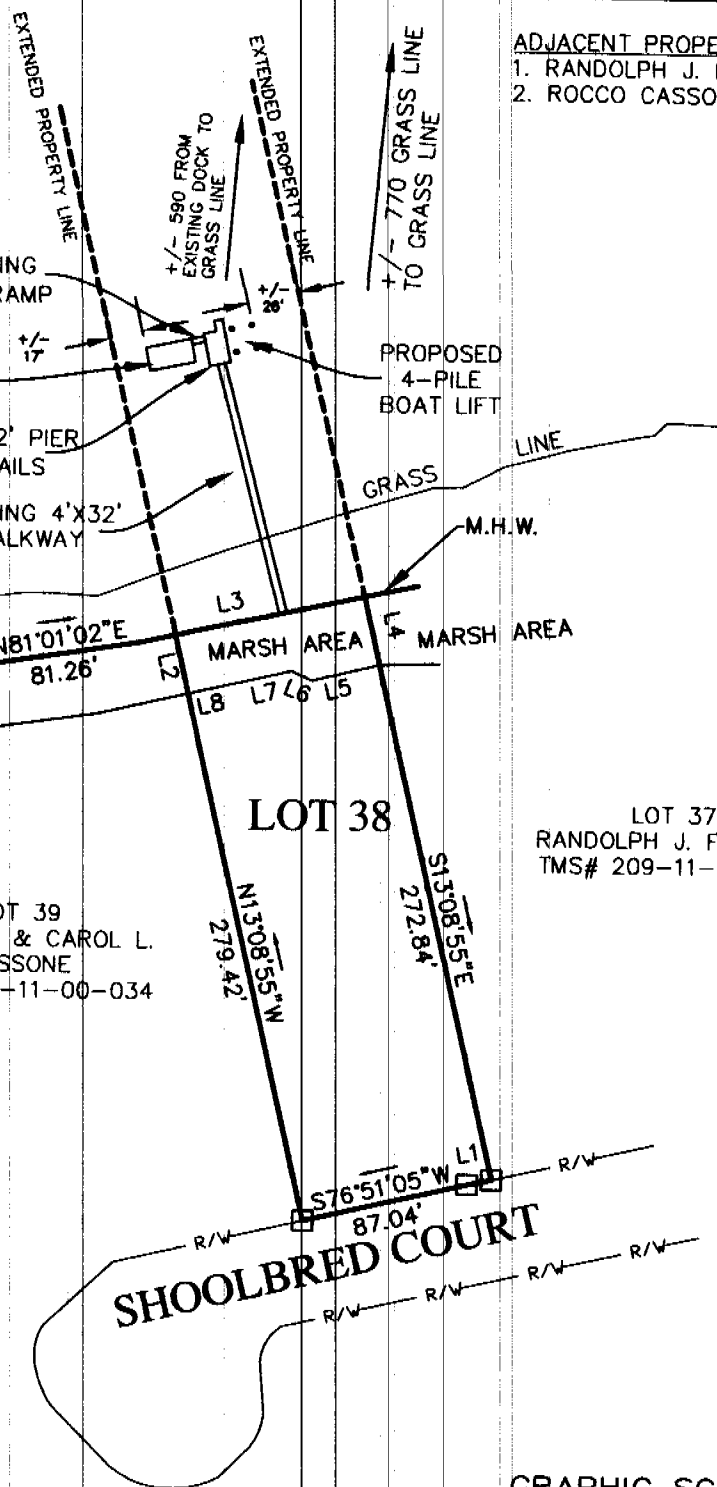 ADJACENT PROPE
1. RANDOLPH J.
2. ROCCO CASSO
EXTENDED PROPERTY LINE
EXTENDED PROPERTY LINE
+/- 590 FROM
EXISTING DOCK TO
GRASS LINE
+/- 770 GRASS LINE
TO GRASS LINE
ING
RAMP
+/-
17'
+/-
26'
PROPOSED
4-PILE
BOAT LIFT
2' PIER
AILS
ING 4'X32'
ALKWAY
GRASS LINE
M.H.W.
L3
N81°01'02"E
81.26'
L2
L4
MARSH AREA
MARSH AREA
L8 L7 L6 L5
LOT 38
LOT 37
RANDOLPH J. F
TMS# 209-11-
OT 39
& CAROL L.
SSONE
-11-00-034
N13°08'55"W
279.42'
S13°08'55"E
272.84'
L1
S76°51'05"W
87.04'
R/W
R/W
SHOOLBRED COURT
R/W
R/W
R/W
R/W
GRAPHIC SC